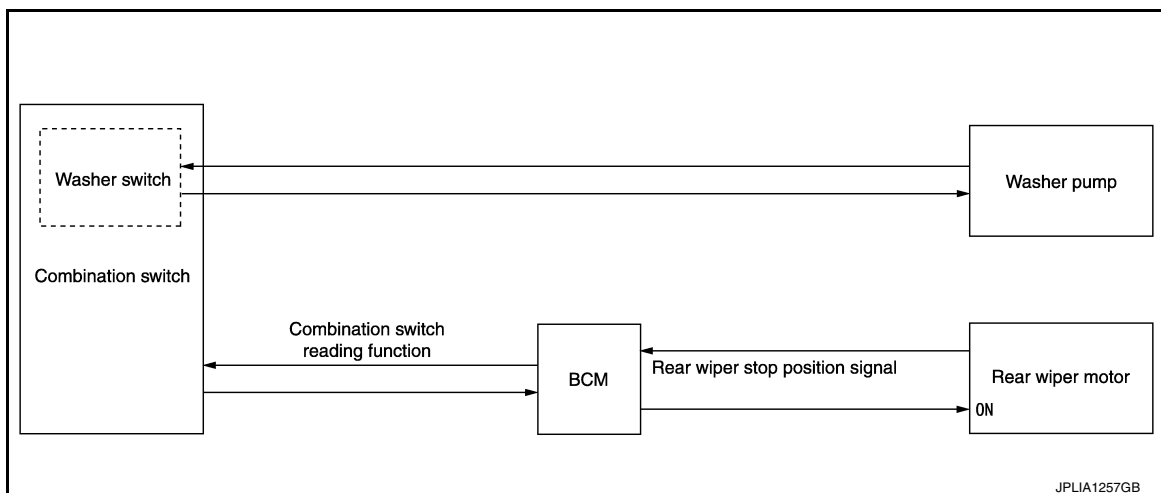 Washer switch
Washer pump
Combination switch
Combination switch
reading function
BCM
Rear wiper stop position signal
Rear wiper motor
ON
JPLIA1257GB